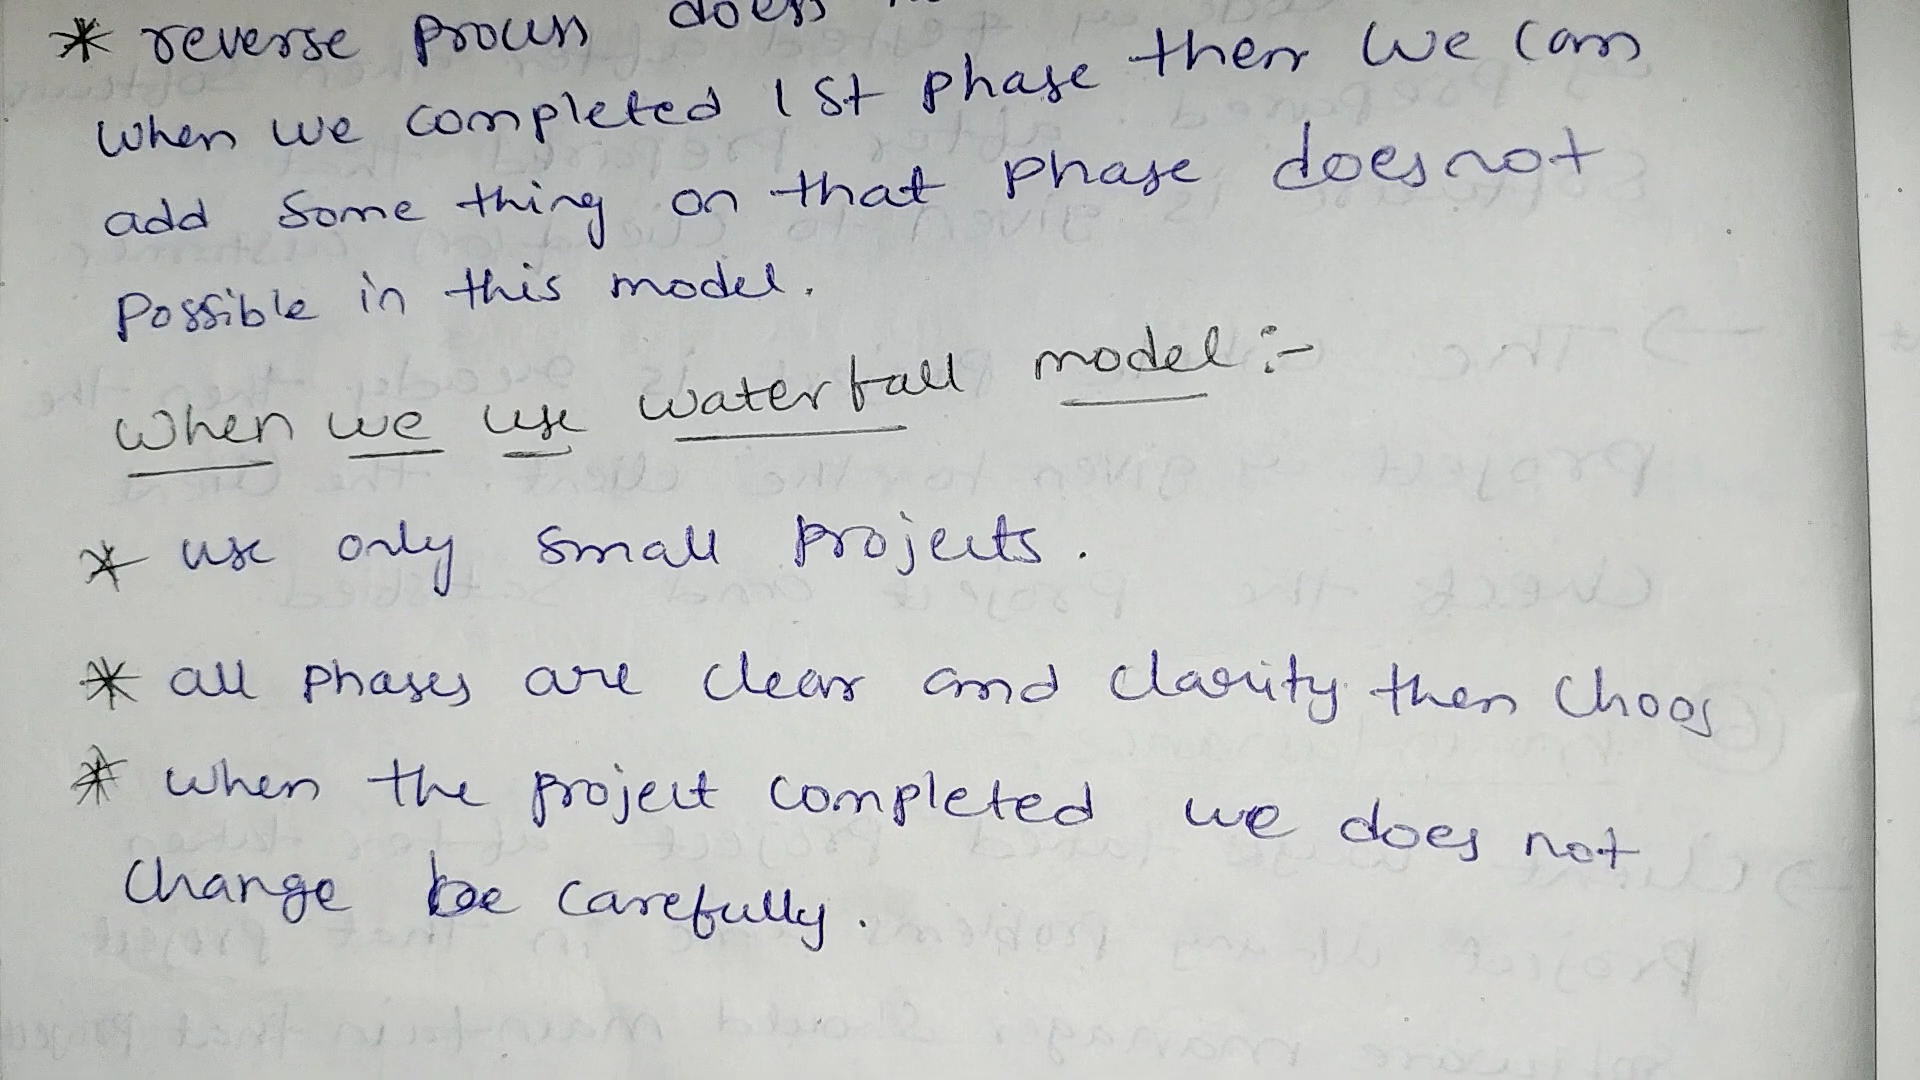 * reverse process does
When we completed 1st phase then we can
add some thing on that phase does not
possible in this model.
When we use waterfall model :-
* use only small projects.
* all phases are clear and clarity then choos
* when the project completed we does not
change be carefully.